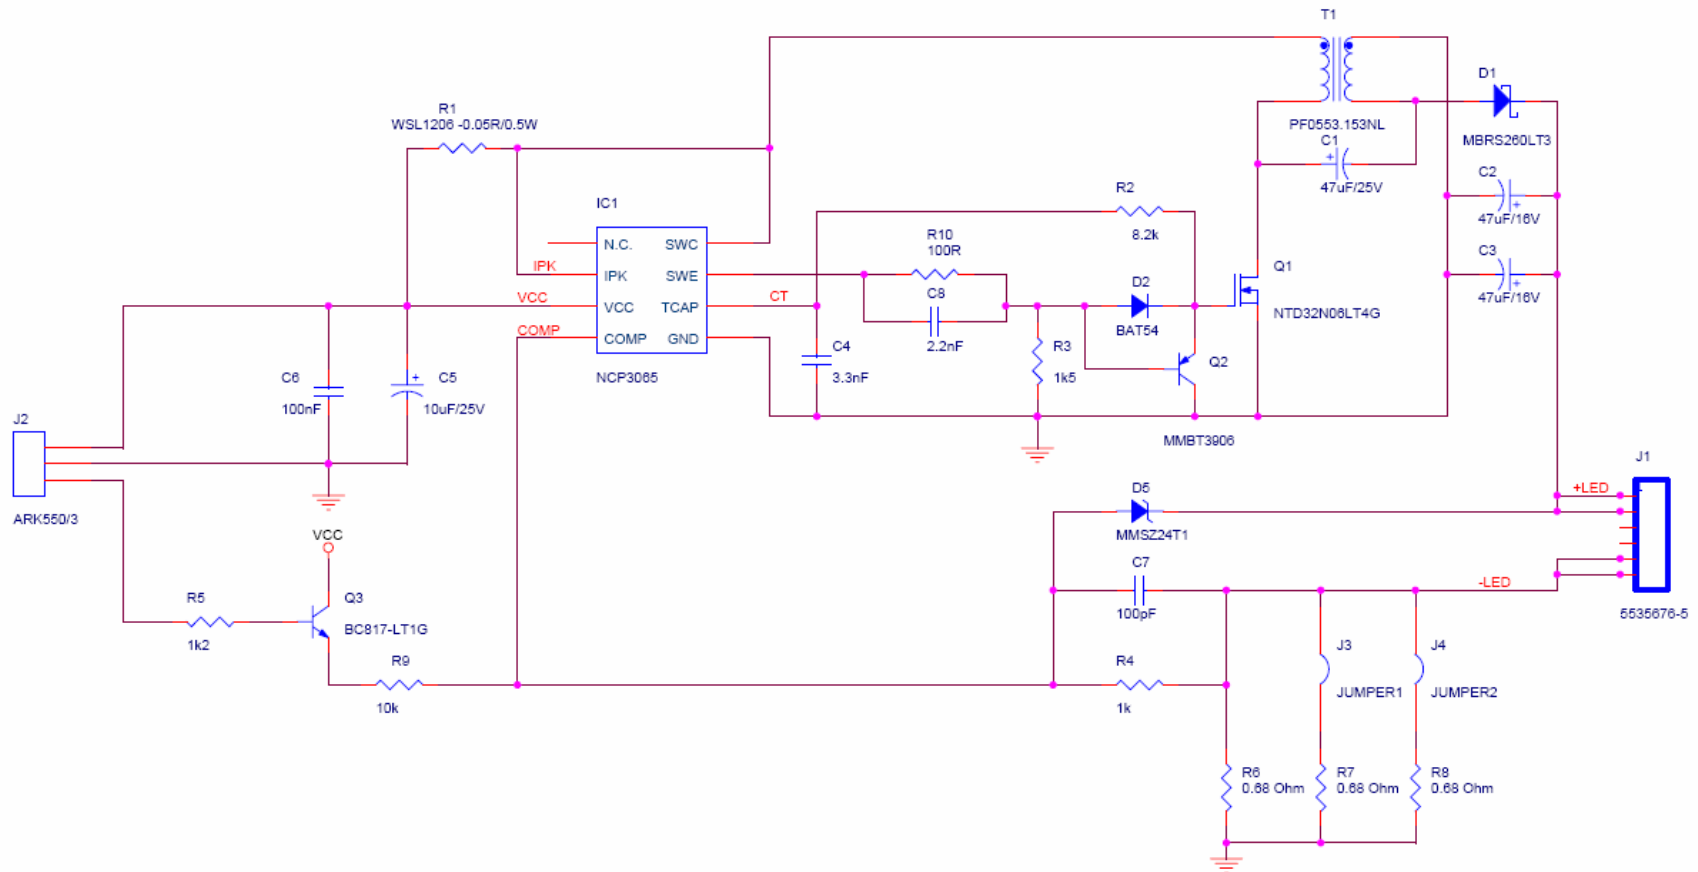 T1
D1
R1
WSL1206 -0.05R/0.5W
PF0553.153NL
MBRS260LT3
C1
+
47uF/25V
C2
+
47uF/16V
R2
8.2k
IC1
R10
100R
N.C. SWC
C3
+
47uF/16V
IPK
IPK SWE
Q1
D2
C8
VCC
VCC TCAP
CT
NTD32N06LT4G
BAT54
COMP
COMP GND
2.2nF
C4
3.3nF
R3
1k5
Q2
NCP3065
C6
100nF
C5
+
10uF/25V
J2
MMBT3906
J1
D5
+LED
ARK550/3
MMSZ24T1
VCC
C7
100pF
-LED
R5
1k2
Q3
BC817-LT1G
5535676-5
J3
JUMPER1
J4
JUMPER2
R9
10k
R4
1k
R6
0.68 Ohm
R7
0.68 Ohm
R8
0.68 Ohm